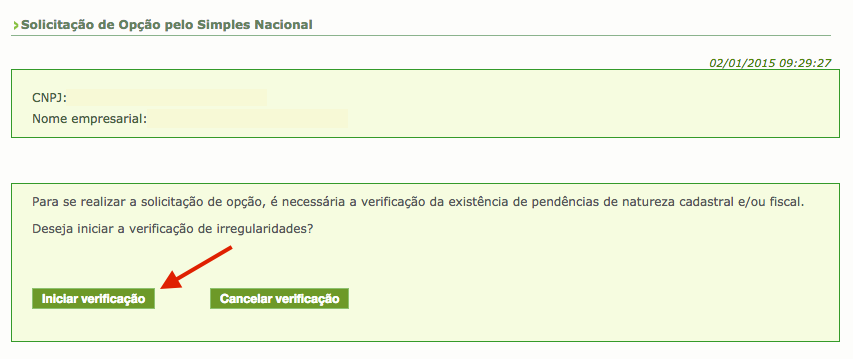 Solicitação de Opção pelo Simples Nacional
02/01/2015 09:29:27
CNPJ:
Nome empresarial:
Para se realizar a solicitação de opção, é necessária a verificação da existência de pendências de natureza cadastral e/ou fiscal.
Deseja iniciar a verificação de irregularidades?
Iniciar verificação Cancelar verificação